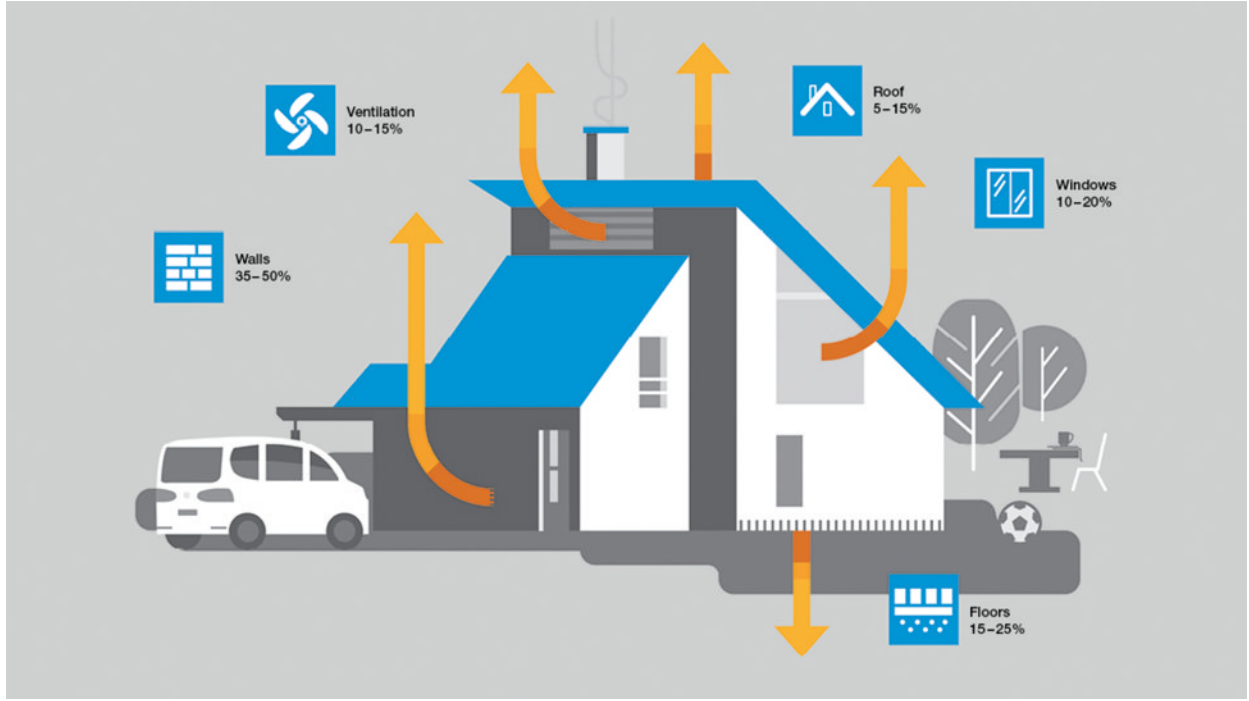 Ventilation
10–15%
Roof
5–15%
Windows
10–20%
Walls
35–50%
Floors
15–25%